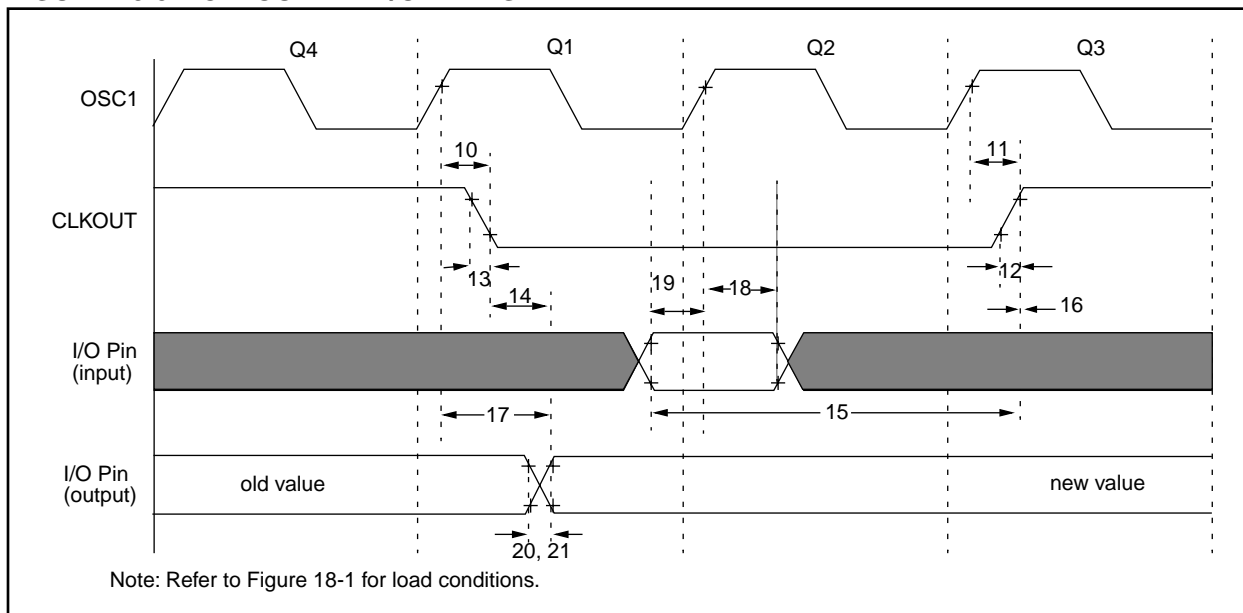 Q4
Q1
Q2
Q3
OSC1
10
11
CLKOUT
13
14
19
18
12
16
I/O Pin
(input)
17
15
I/O Pin
(output)
old value
new value
20, 21
Note: Refer to Figure 18-1 for load conditions.